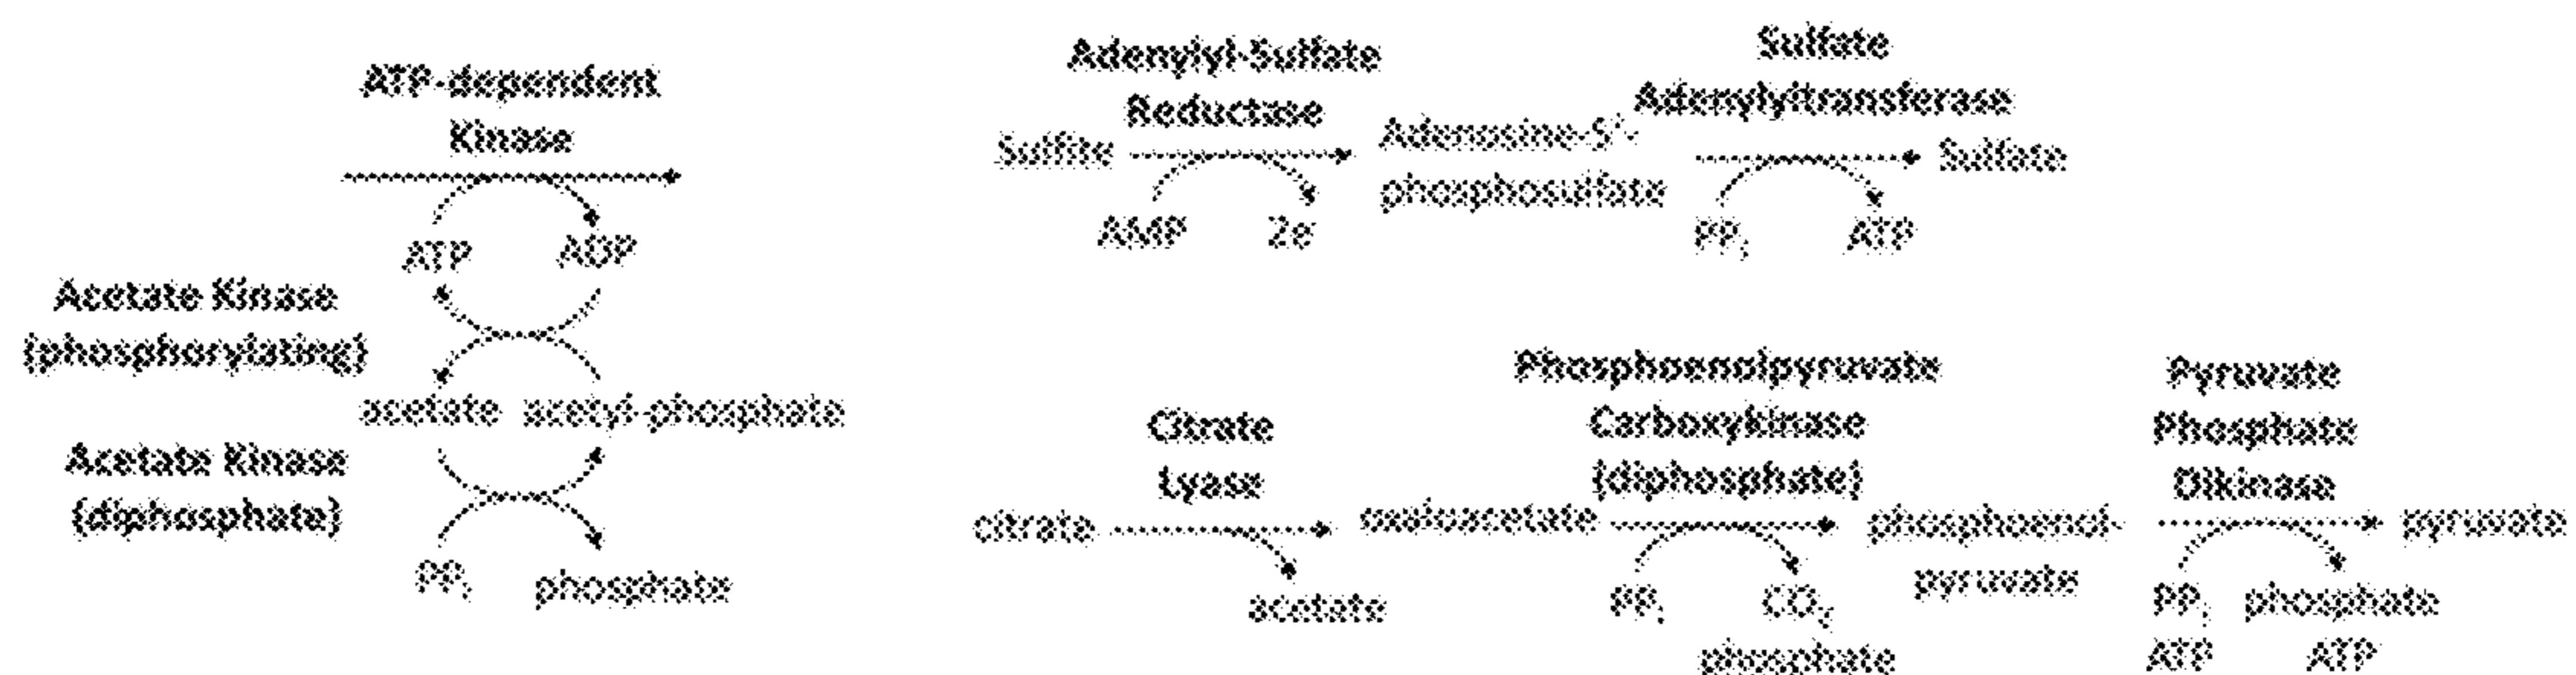 ATP-dependent
Kinase
ATP ADP
Acetate Kinase
(phosphorylating)
acetate acetyl-phosphate
Acetate Kinase
(diphosphate)
PPi phosphate
Adenylyl-Sulfate
Reductase
Sulfite
AMP 2e
Adenosine-5'-
phosphosulfate
Sulfate
Adenylyltransferase
Sulfate
PPi ATP
citrate
Citrate
Lyase
acetate
oxaloacetate
Phosphoenolpyruvate
Carboxykinase
(diphosphate)
PPi CO2
phosphate
phosphoenol-
pyruvate
Pyruvate
Phosphate
Dikinase
pyruvate
PPi phosphate
ATP ATP